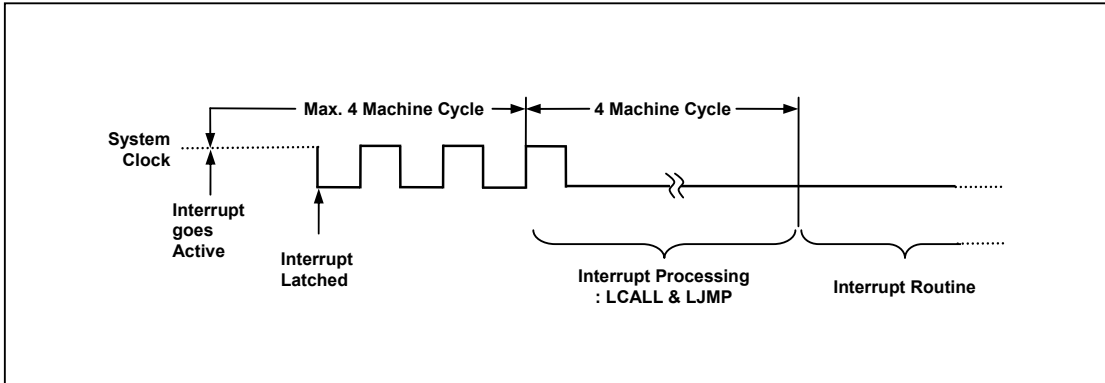 Max. 4 Machine Cycle
4 Machine Cycle
System
Clock
Interrupt
goes
Active
Interrupt
Latched
Interrupt Processing
: LCALL & LJMP
Interrupt Routine